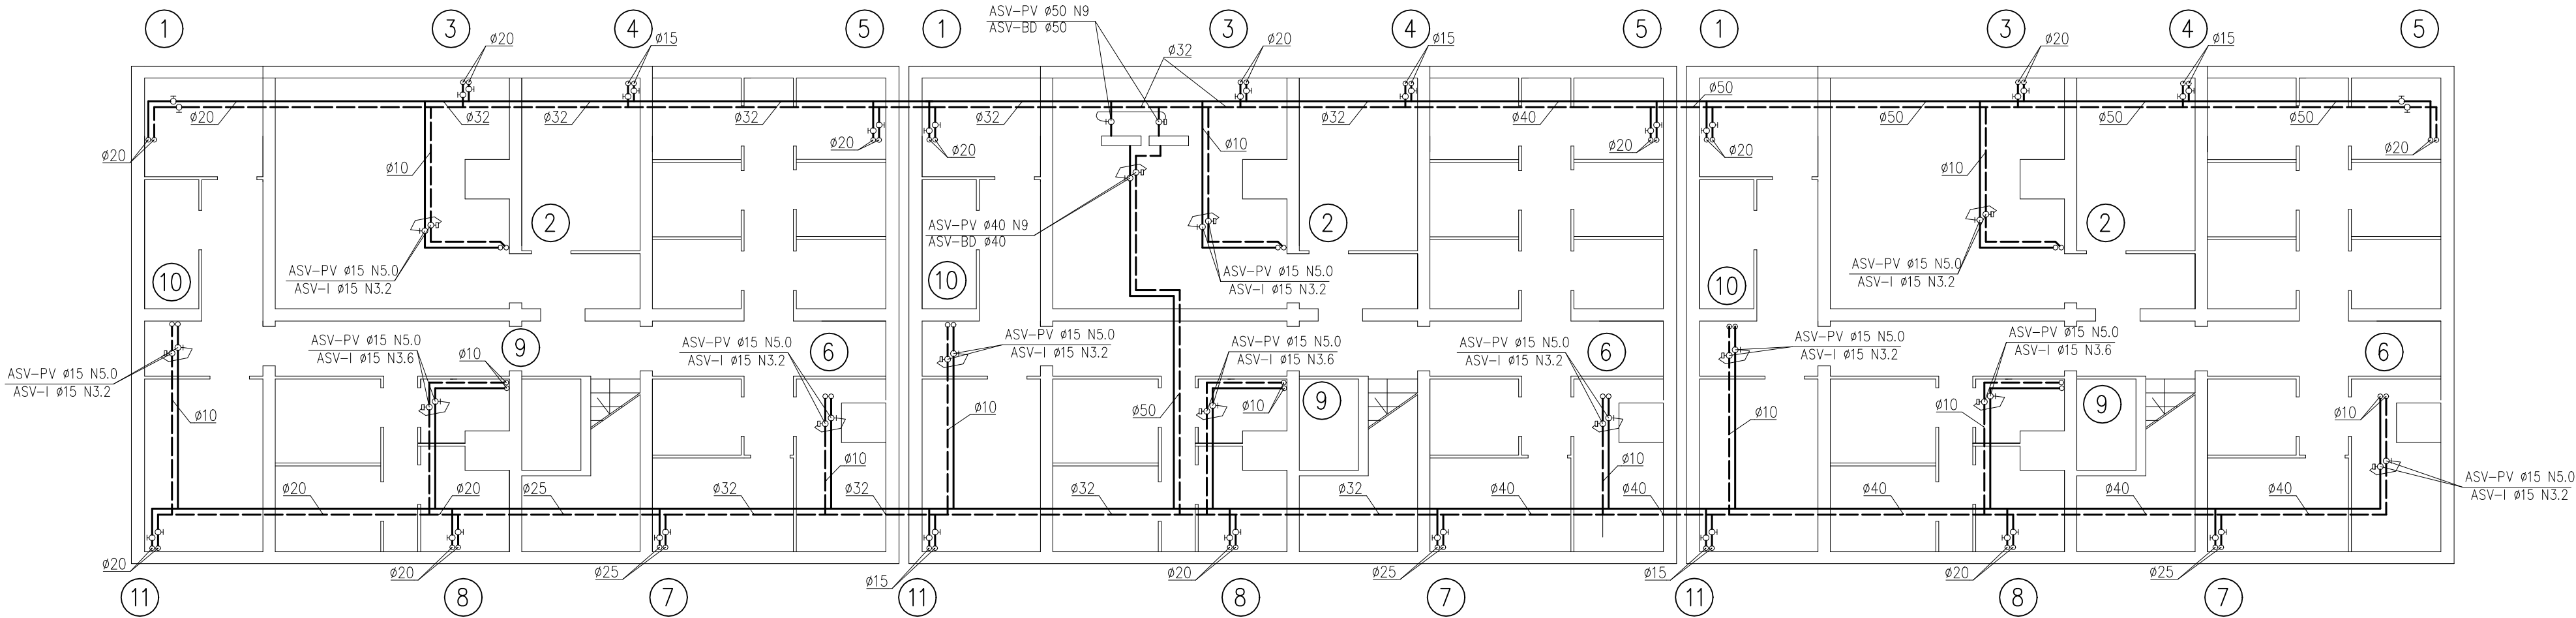 1
3
4
5
1
ASV-PV ø50 N9
ASV-BD ø50
3
4
5
1
3
4
5
ø20
ø15
ø32
ø20
ø15
ø20
ø15
ø50
ø20
ø32
ø32
ø32
ø32
ø32
ø40
ø50
ø50
ø50
ø20
ø10
ø20
ø20
ø10
ø20
ø20
ø10
ø20
2
ASV-PV ø40 N9
ASV-BD ø40
2
2
10
ASV-PV ø15 N5.0
ASV-I ø15 N3.2
10
ASV-PV ø15 N5.0
ASV-I ø15 N3.2
10
ASV-PV ø15 N5.0
ASV-I ø15 N3.2
ASV-PV ø15 N5.0
ASV-I ø15 N3.2
ASV-PV ø15 N5.0
ASV-I ø15 N3.6
ø10
9
ASV-PV ø15 N5.0
ASV-I ø15 N3.2
6
ASV-PV ø15 N5.0
ASV-I ø15 N3.2
ASV-PV ø15 N5.0
ASV-I ø15 N3.6
ASV-PV ø15 N5.0
ASV-I ø15 N3.2
6
ASV-PV ø15 N5.0
ASV-I ø15 N3.2
ASV-PV ø15 N5.0
ASV-I ø15 N3.6
6
ø10
ø10
ø10
ø50
ø10
9
ø10
ø10
ø10
9
ø10
ASV-PV ø15 N5.0
ASV-I ø15 N3.2
ø20
ø20
ø25
ø32
ø32
ø32
ø32
ø40
ø40
ø40
ø40
ø40
ø20
ø20
ø25
ø15
ø20
ø25
ø15
ø20
ø25
11
8
7
11
8
7
11
8
7